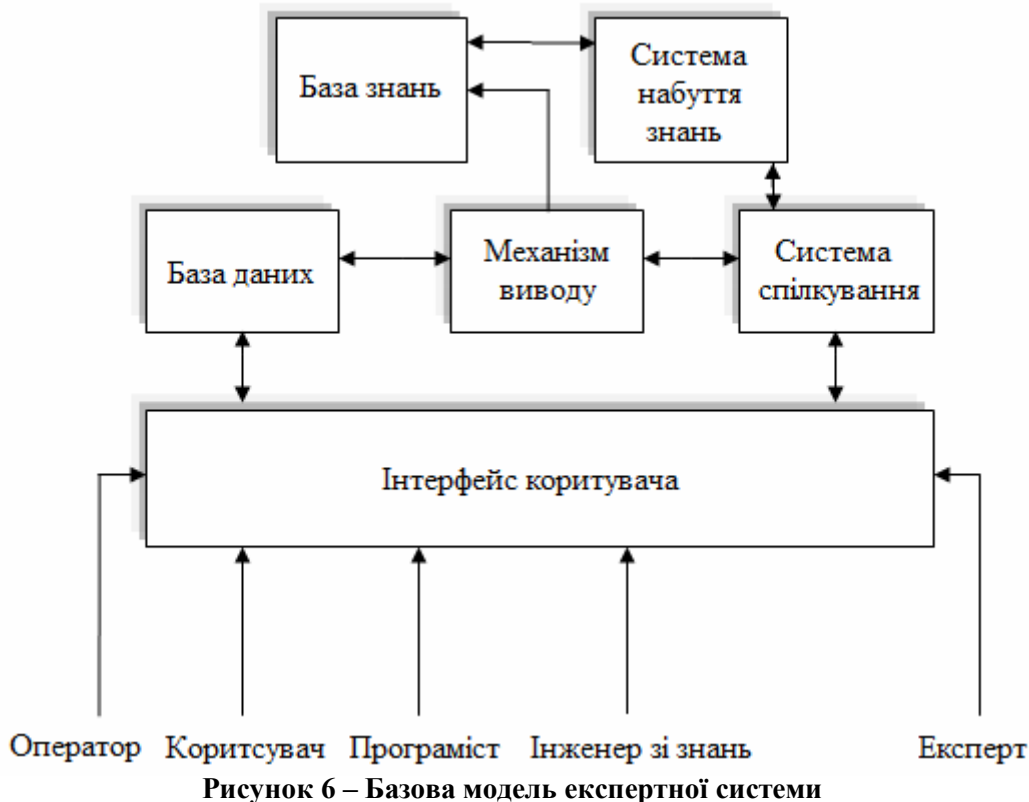 База знань
Система
набуття
знань
База даних
Механізм
виводу
Система
спілкування
Інтерфейс коритувача
Оператор
Коритсувач
Програміст
Інженер зі знань
Експерт
Рисунок 6 – Базова модель експертної системи